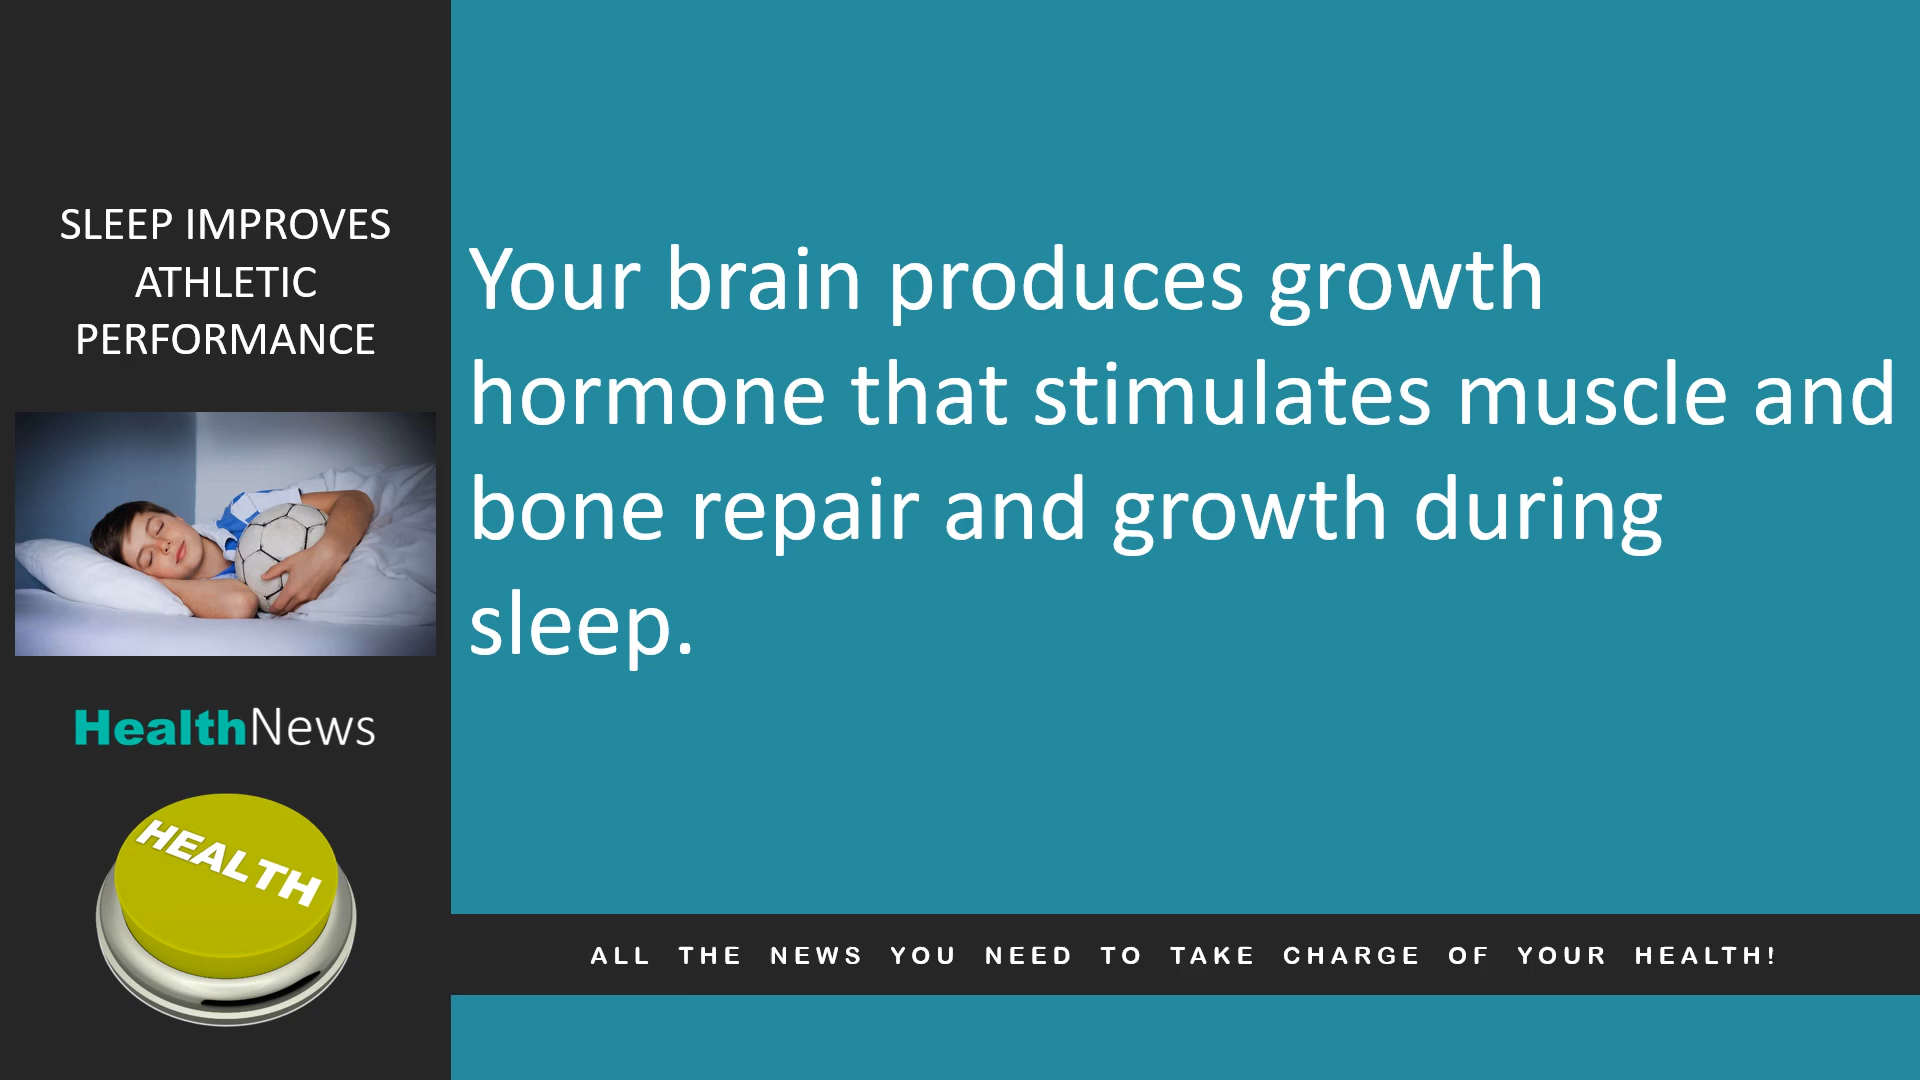 SLEEP IMPROVES
ATHLETIC
PERFORMANCE
HealthNews
HEALTH
Your brain produces growth
hormone that stimulates muscle and
bone repair and growth during
sleep.
ALL THE NEWS YOU NEED TO TAKE CHARGE OF YOUR HEALTH!